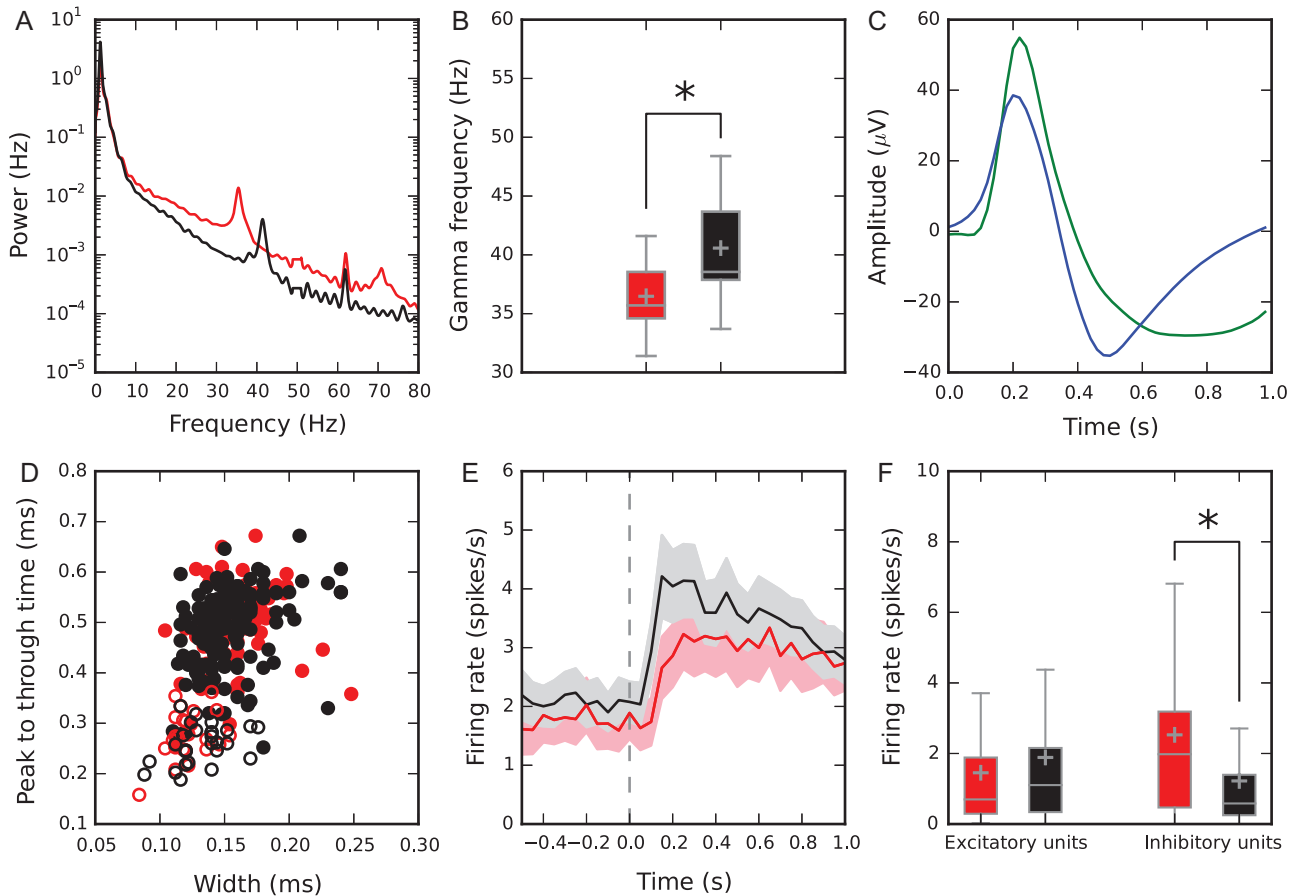 A
Power (Hz)
10^1
10^0
10^−1
10^−2
10^−3
10^−4
10^−5
0 10 20 30 40 50 60 70 80
Frequency (Hz)
B
Gamma frequency (Hz)
60
55
50
45
40
35
30
*
C
Amplitude (μV)
60
40
20
0
−20
−40
0.0 0.2 0.4 0.6 0.8 1.0
Time (s)
D
Peak to through time (ms)
0.8
0.7
0.6
0.5
0.4
0.3
0.2
0.1
0.05 0.10 0.15 0.20 0.25 0.30
Width (ms)
E
Firing rate (spikes/s)
6
5
4
3
2
1
0
−0.4 −0.2 0.0 0.2 0.4 0.6 0.8 1.0
Time (s)
F
Firing rate (spikes/s)
10
8
6
4
2
0
*
Excitatory units Inhibitory units